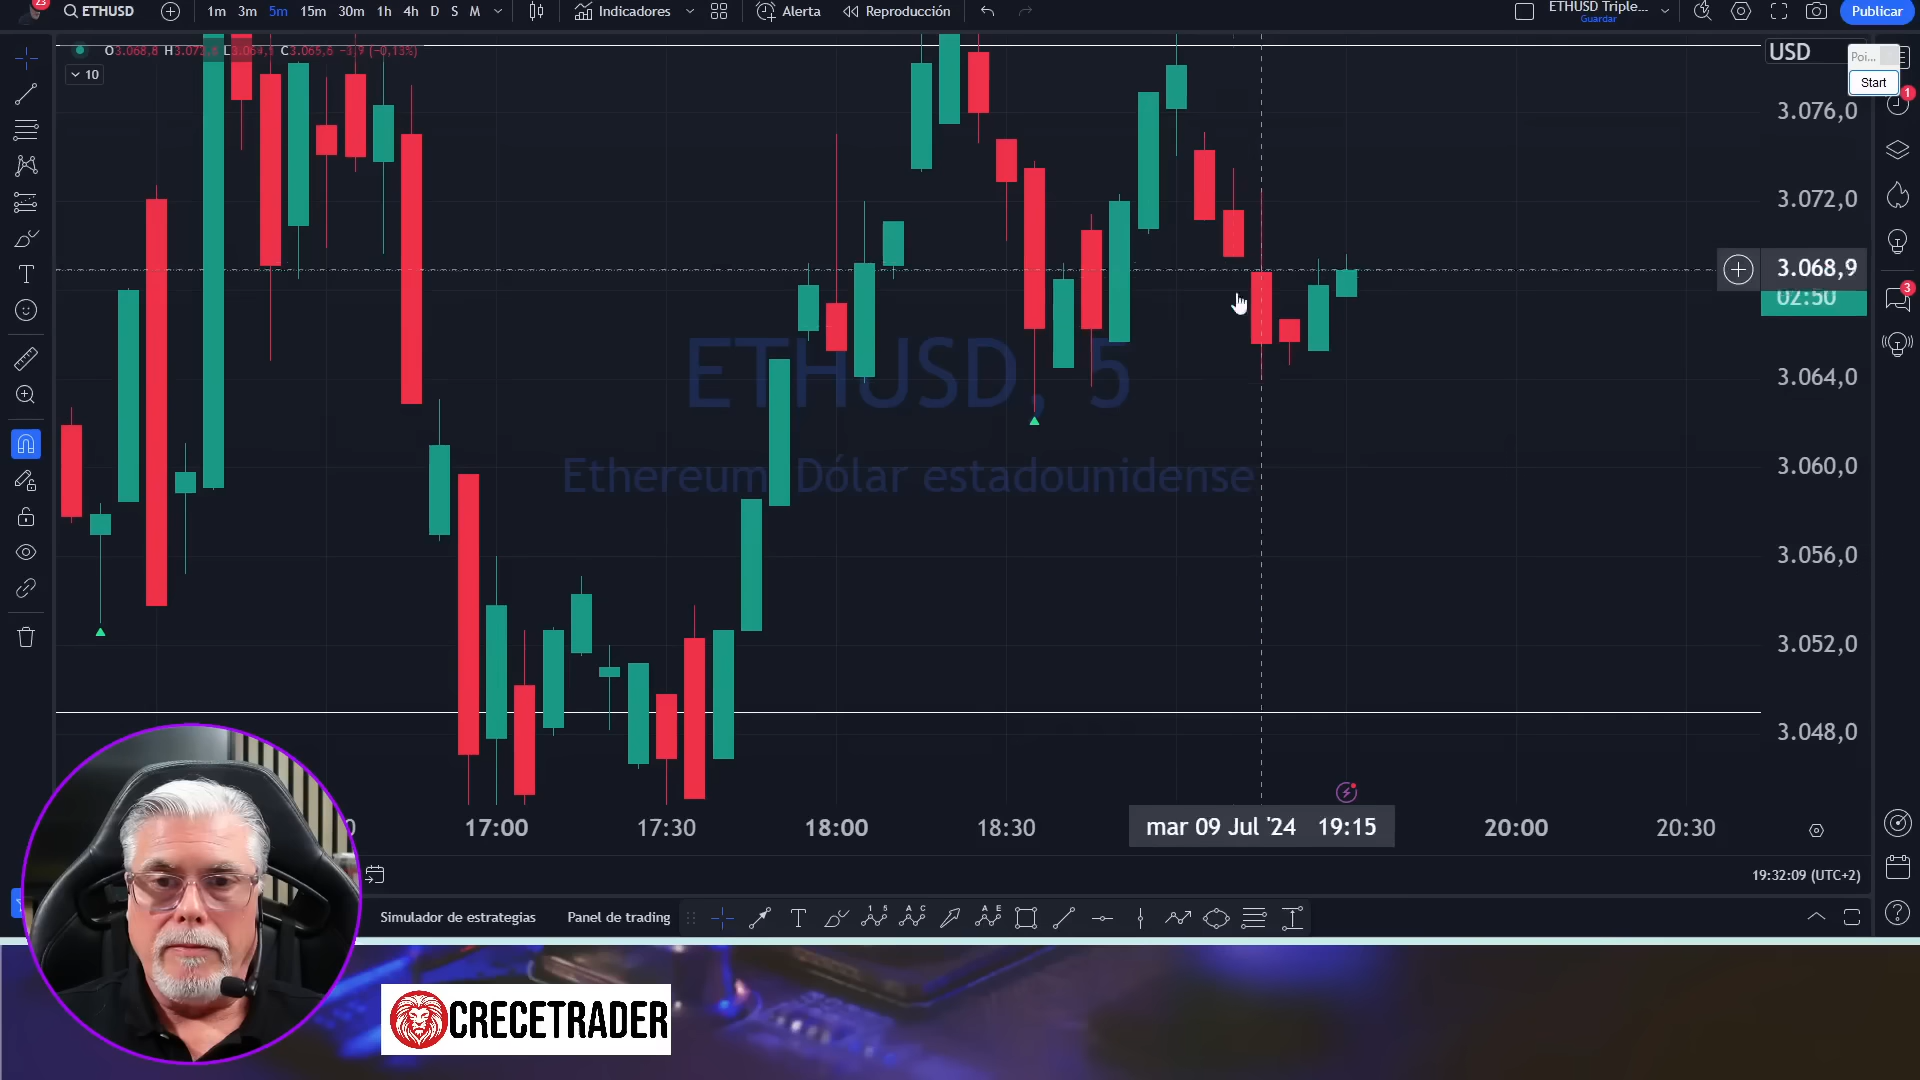 23
ETHUSD
1m 3m 5m 15m 30m 1h 4h D S M
Indicadores
Alerta
Reproducción
ETHUSD Triple...
Guardar
Publicar
USD
Poi...
Start
10
1
3
3.076,0
3.072,0
3.068,9
02:50
3.064,0
3.060,0
3.056,0
3.052,0
3.048,0
ETHUSD, 5
Ethereum Dólar estadounidense
17:00 17:30 18:00 18:30 mar 09 Jul '24 19:15 20:00 20:30
19:32:09 (UTC+2)
Simulador de estrategias
Panel de trading
CRECETRADER